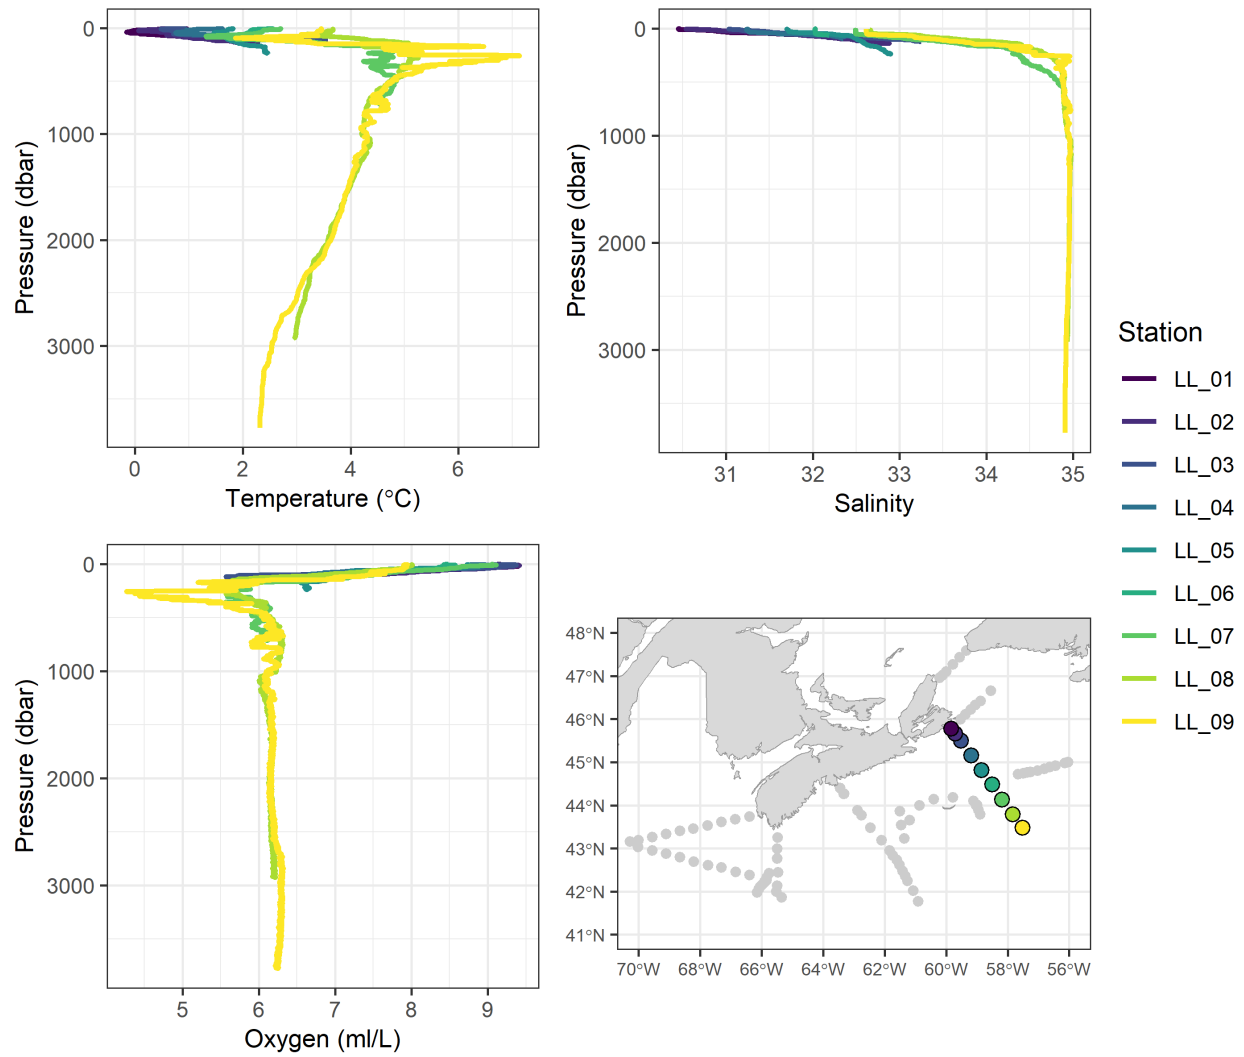 0
1000
2000
3000
Pressure (dbar)
0
2
4
6
Temperature (°C)
0
1000
2000
3000
Pressure (dbar)
31
32
33
34
35
Salinity
0
1000
2000
3000
Pressure (dbar)
5
6
7
8
9
Oxygen (ml/L)
48°N
47°N
46°N
45°N
44°N
43°N
42°N
41°N
70°W
68°W
66°W
64°W
62°W
60°W
58°W
56°W
Station
LL_01
LL_02
LL_03
LL_04
LL_05
LL_06
LL_07
LL_08
LL_09